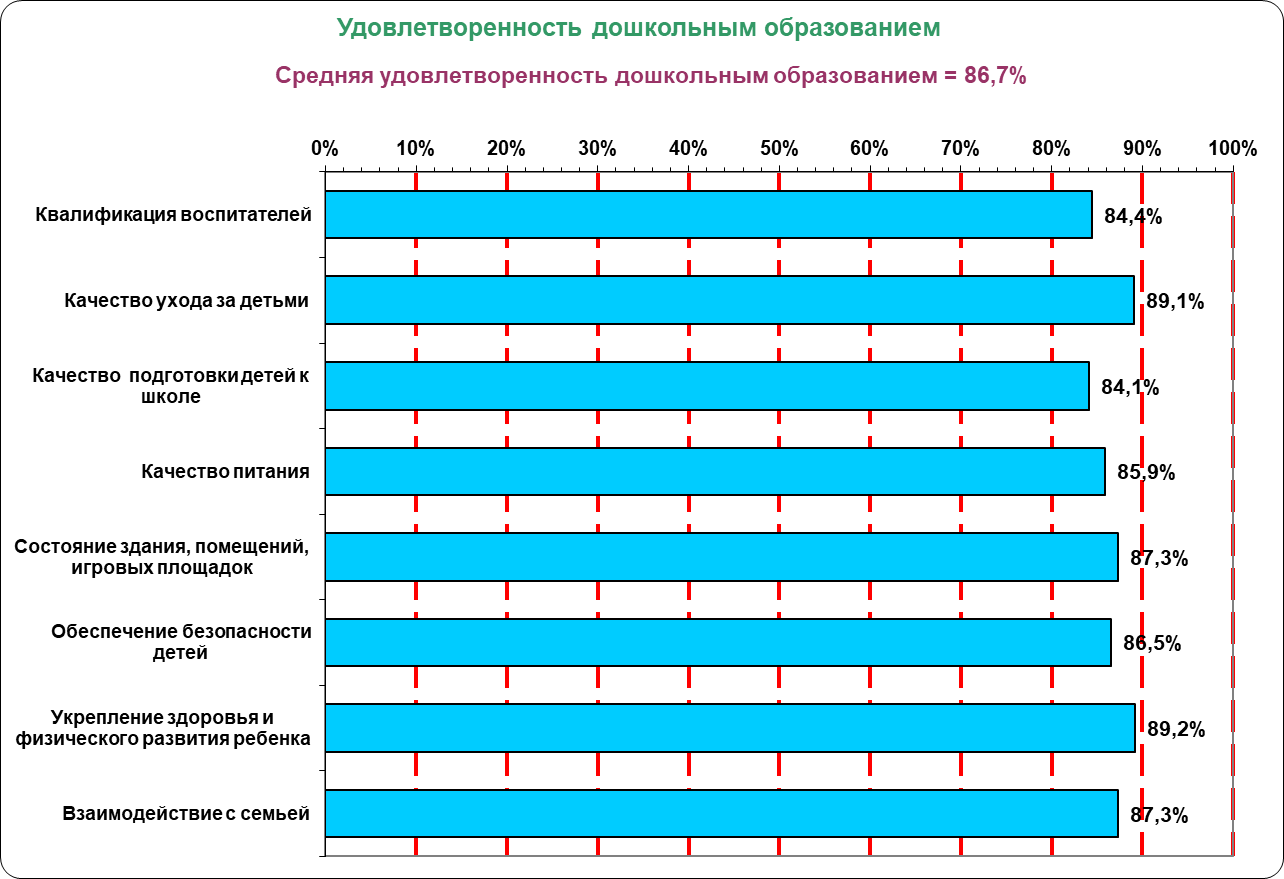 Удовлетворенность дошкольным образованием
Средняя удовлетворенность дошкольным образованием = 86,7%
0% 10% 20% 30% 40% 50% 60% 70% 80% 90% 100%
Квалификация воспитателей 84,4%
Качество ухода за детьми 89,1%
Качество подготовки детей к
школе
84,1%
Качество питания 85,9%
Состояние здания, помещений,
игровых площадок
87,3%
Обеспечение безопасности
детей
86,5%
Укрепление здоровья и
физического развития ребенка
89,2%
Взаимодействие с семьей 87,3%